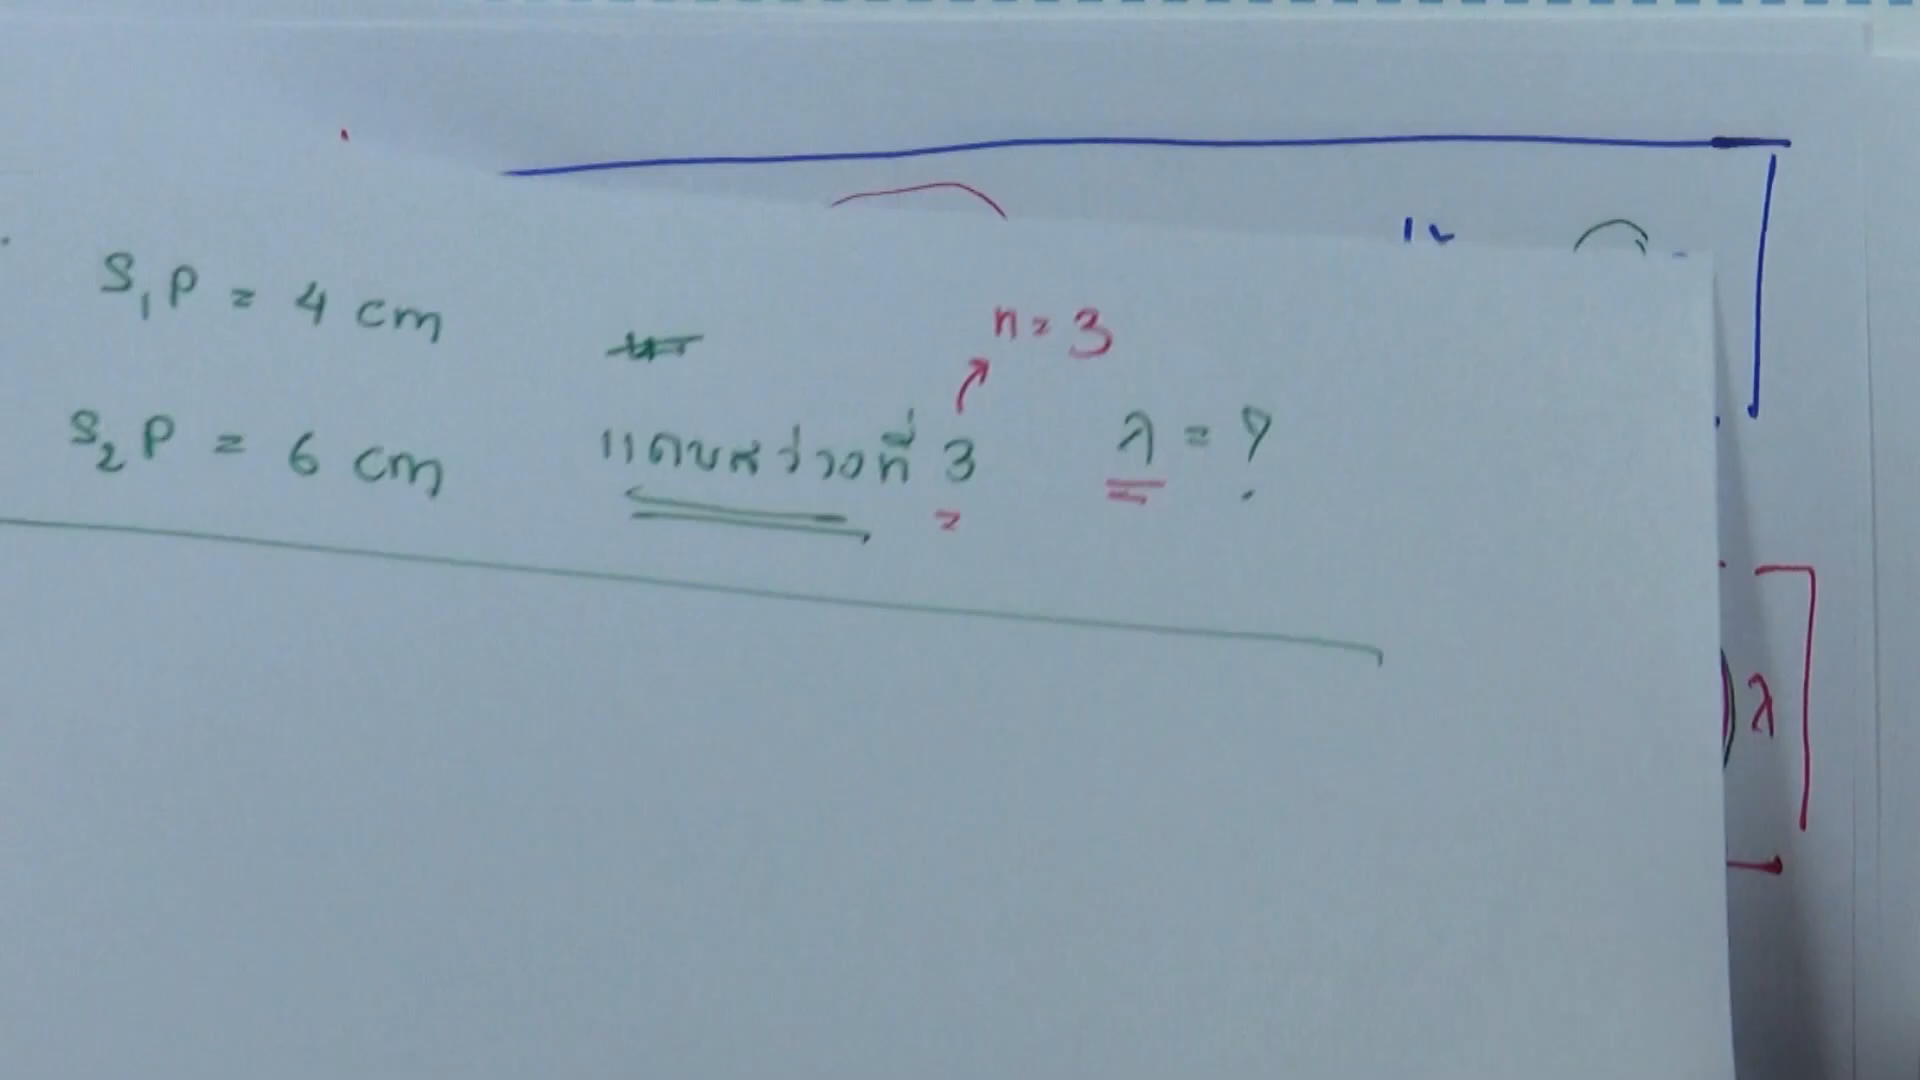 S₁P = 4 cm
n = 3
S₂P = 6 cm แถบสว่างที่ 3 λ = ?
λ